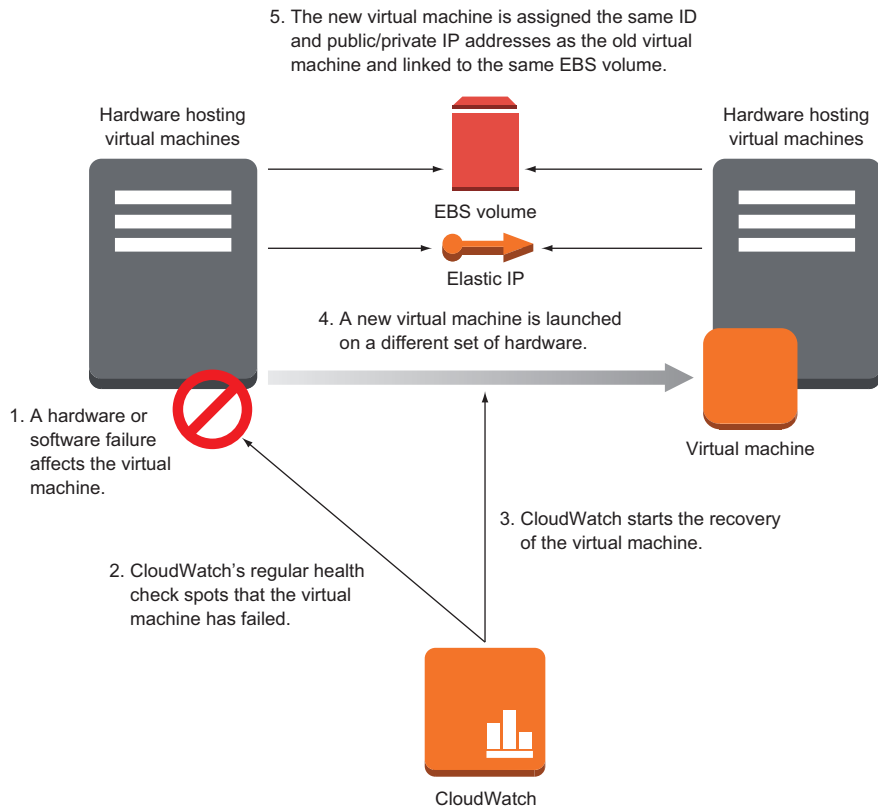 5. The new virtual machine is assigned the same ID
and public/private IP addresses as the old virtual
machine and linked to the same EBS volume.
Hardware hosting
virtual machines
Hardware hosting
virtual machines
EBS volume
Elastic IP
4. A new virtual machine is launched
on a different set of hardware.
1. A hardware or
software failure
affects the virtual
machine.
Virtual machine
3. CloudWatch starts the recovery
of the virtual machine.
2. CloudWatch’s regular health
check spots that the virtual
machine has failed.
CloudWatch